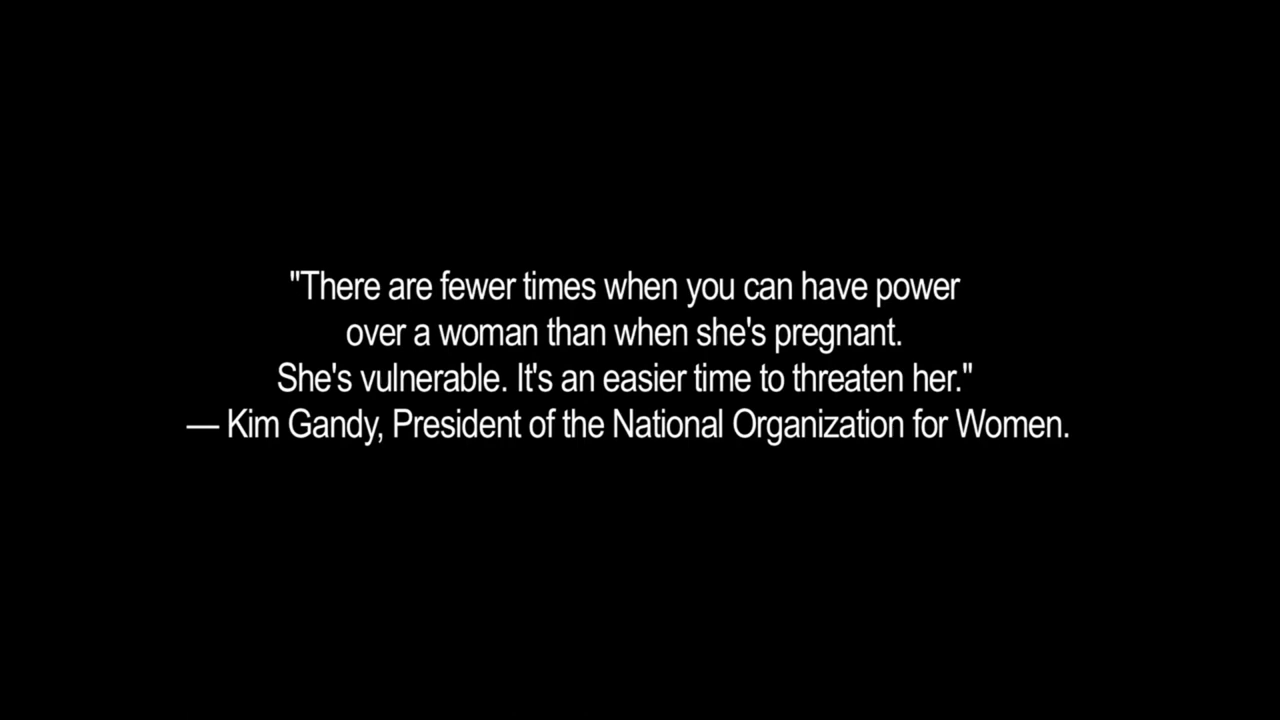 "There are fewer times when you can have power
over a woman than when she's pregnant.
She's vulnerable. It's an easier time to threaten her."
— Kim Gandy, President of the National Organization for Women.